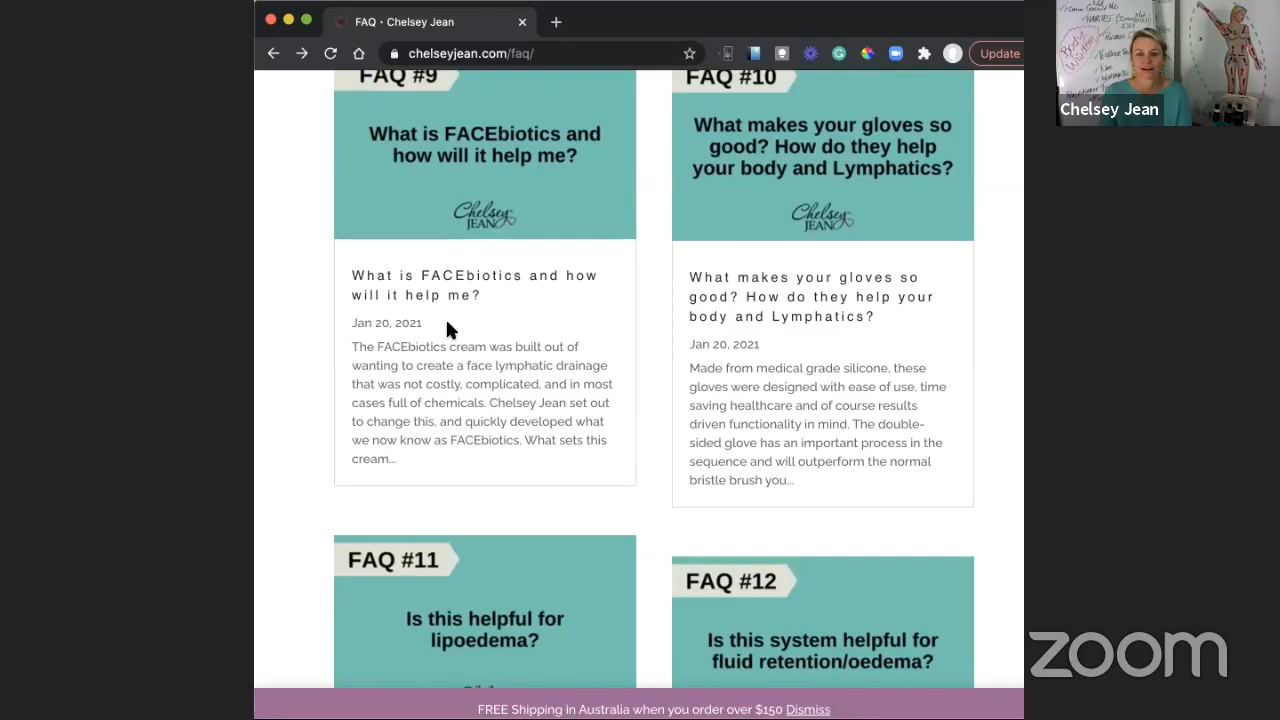 FAQ • Chelsey Jean
chelseyjean.com/faq/
Update
FAQ #9
What is FACEbiotics and
how will it help me?
Chelsey
JEAN
What is FACEbiotics and how
will it help me?
Jan 20, 2021
The FACEbiotics cream was built out of
wanting to create a face lymphatic drainage
that was not costly, complicated, and in most
cases full of chemicals. Chelsey Jean set out
to change this, and quickly developed what
we now know as FACEbiotics. What sets this
cream...
FAQ #10
What makes your gloves so
good? How do they help
your body and Lymphatics?
Chelsey
JEAN
What makes your gloves so
good? How do they help your
body and Lymphatics?
Jan 20, 2021
Made from medical grade silicone, these
gloves were designed with ease of use, time
saving healthcare and of course results
driven functionality in mind. The double-
sided glove has an important process in the
sequence and will outperform the normal
bristle brush you...
FAQ #11
Is this helpful for
lipoedema?
FAQ #12
Is this system helpful for
fluid retention/oedema?
FREE Shipping in Australia when you order over $150 Dismiss
Body
Wisdom
Chelsey Jean
zoom